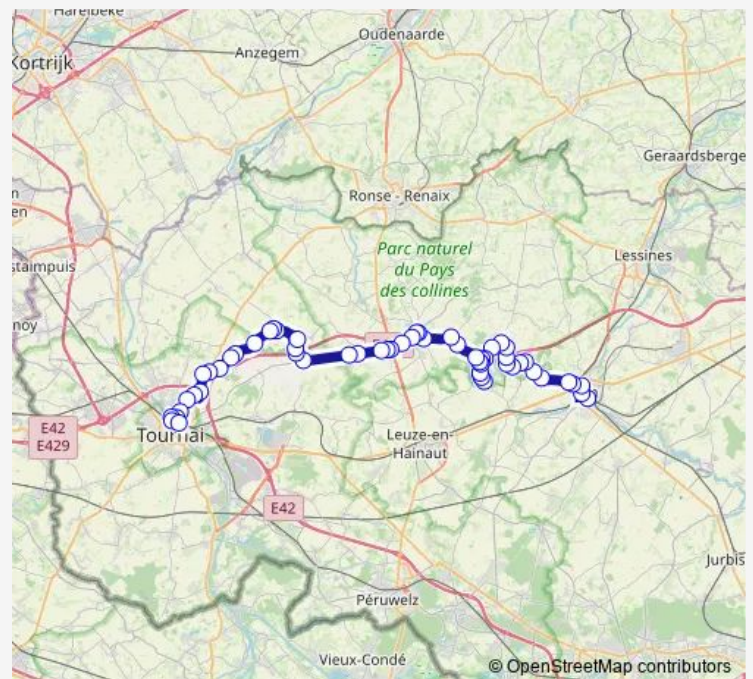 Harelbeke
Oudenaarde
Anzegem
Kortrijk
Geraardsberge
Ronse - Renaix
Parc naturel
du Pays
des collines
Lessines
staimpuis
noy
E42
E429
Tournai
Leuze-en-
Hainaut
E42
Jurbis
Péruwelz
Vieux-Condé
© OpenStreetMap contributors